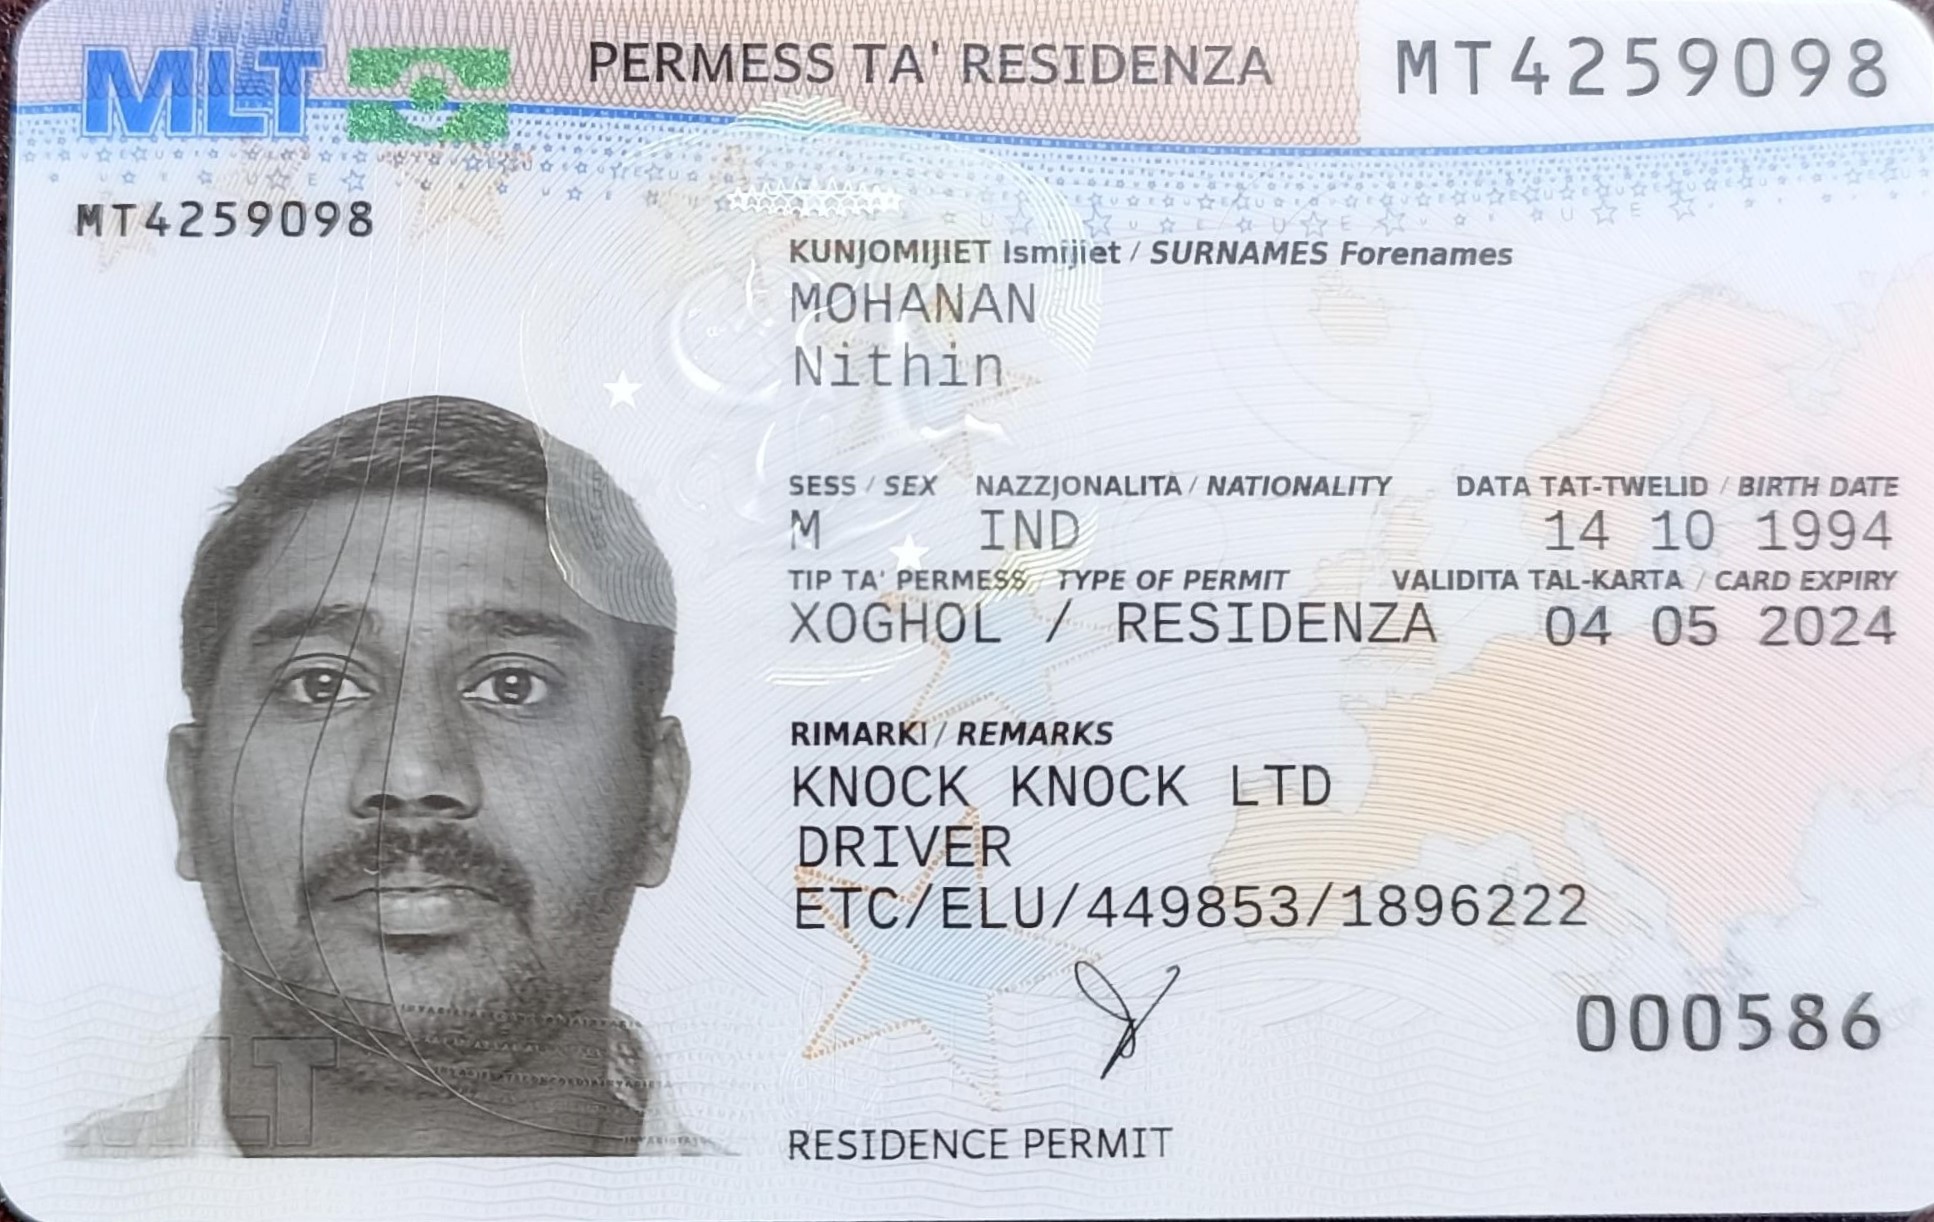 MLT PERMESS TA' RESIDENZA MT4259098
MT4259098
KUNJOMIJIET Ismijiet / SURNAMES Forenames
MOHANAN
Nithin
SESS / SEX NAZZJONALITÀ / NATIONALITY DATA TAT-TWELID / BIRTH DATE
M IND 14 10 1994
TIP TA' PERMESS / TYPE OF PERMIT VALIDITA TAL-KARTA / CARD EXPIRY
XOGHOL / RESIDENZA 04 05 2024
RIMARKI / REMARKS
KNOCK KNOCK LTD
DRIVER
ETC/ELU/449853/1896222
000586
RESIDENCE PERMIT